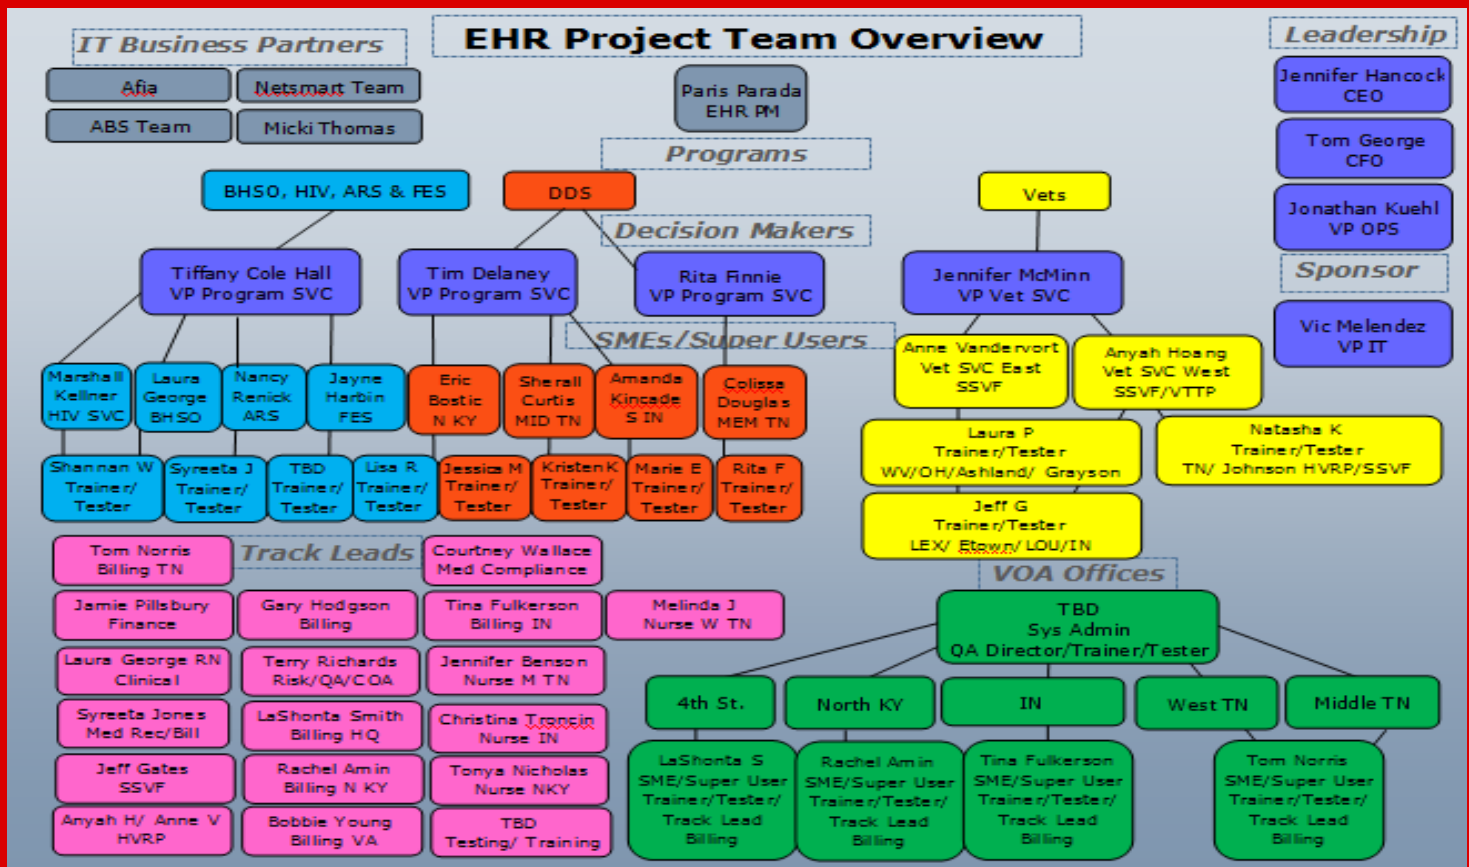 EHR Project Team Overview
IT Business Partners
Afia
Netsmart Team
ABS Team
Micki Thomas
Paris Parada
EHR PM
Leadership
Jennifer Hancock
CEO
Tom George
CFO
Jonathan Kuehl
VP OPS
Sponsor
Vic Melendez
VP IT
Programs
BHSO, HIV, ARS & FES
DDS
Vets
Decision Makers
Tiffany Cole Hall
VP Program SVC
Tim Delaney
VP Program SVC
Rita Finnie
VP Program SVC
Jennifer McMinn
VP Vet SVC
SMEs/Super Users
Marshall
Kellner
HIV SVC
Laura
George
BHSO
Nancy
Renick
ARS
Jayne
Harbin
FES
Eric
Bostic
N KY
Sherall
Curtis
MID TN
Amanda
Kincade
S IN
Colissa
Douglas
MEM TN
Anne Vandervort
Vet SVC East
SSVF
Anyah Hoang
Vet SVC West
SSVF/VTTP
Shannan W
Trainer/
Tester
Syreeta J
Trainer/
Tester
TBD
Trainer/
Tester
Lisa R
Trainer/
Tester
Jessica M
Trainer/
Tester
Kristen K
Trainer/
Tester
Marie E
Trainer/
Tester
Rita F
Trainer/
Tester
Laura P
Trainer/Tester
WV/OH/Ashland/ Grayson
Natasha K
Trainer/Tester
TN/ Johnson HVRP/SSVF
Jeff G
Trainer/Tester
LEX/ Etown/ LOU/IN
Track Leads
Tom Norris
Billing TN
Courtney Wallace
Med Compliance
Jamie Pillsbury
Finance
Gary Hodgson
Billing
Tina Fulkerson
Billing IN
Melinda J
Nurse W TN
Laura George RN
Clinical
Terry Richards
Risk/QA/COA
Jennifer Benson
Nurse M TN
Syreeta Jones
Med Rec/Bill
LaShonta Smith
Billing HQ
Christina Troncin
Nurse IN
Jeff Gates
SSVF
Rachel Amin
Billing N KY
Tonya Nicholas
Nurse NKY
Anyah H/ Anne V
HVRP
Bobbie Young
Billing VA
TBD
Testing/ Training
VOA Offices
TBD
Sys Admin
QA Director/Trainer/Tester
4th St.
North KY
IN
West TN
Middle TN
LaShonta S
SME/Super User
Trainer/Tester/
Track Lead
Billing
Rachel Amin
SME/Super User
Trainer/Tester/
Track Lead
Billing
Tina Fulkerson
SME/Super User
Trainer/Tester/
Track Lead
Billing
Tom Norris
SME/Super User
Trainer/Tester/
Track Lead
Billing